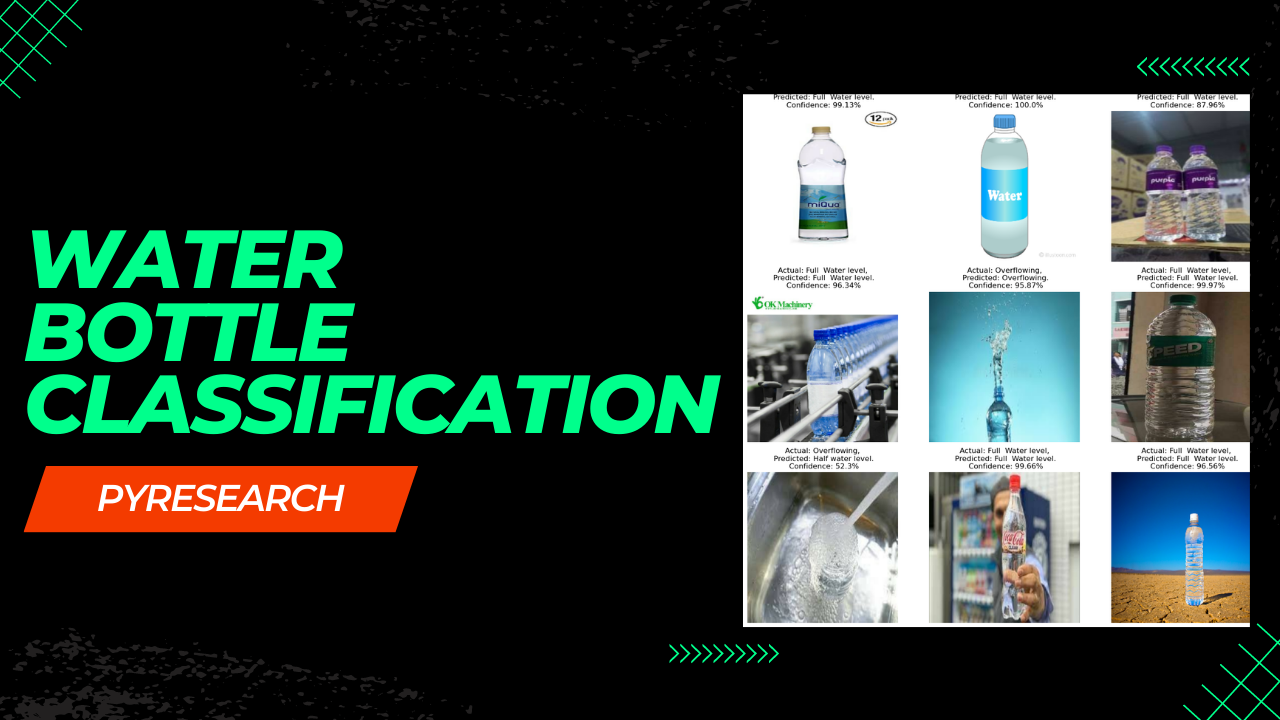 WATER
BOTTLE
CLASSIFICATION
PYRESEARCH
Predicted: Full  Water level.
Confidence: 99.13%
Predicted: Full  Water level.
Confidence: 100.0%
Predicted: Full  Water level.
Confidence: 87.96%
12 pack
miQua
Water
purple
purple
Actual: Full  Water level,
Predicted: Full  Water level.
Confidence: 96.34%
Actual: Overflowing,
Predicted: Overflowing.
Confidence: 95.87%
Actual: Full  Water level,
Predicted: Full  Water level.
Confidence: 99.97%
OK Machinery
PEED
Actual: Overflowing,
Predicted: Half water level.
Confidence: 52.3%
Actual: Full  Water level,
Predicted: Full  Water level.
Confidence: 99.66%
Actual: Full  Water level,
Predicted: Full  Water level.
Confidence: 96.56%
Coca-Cola